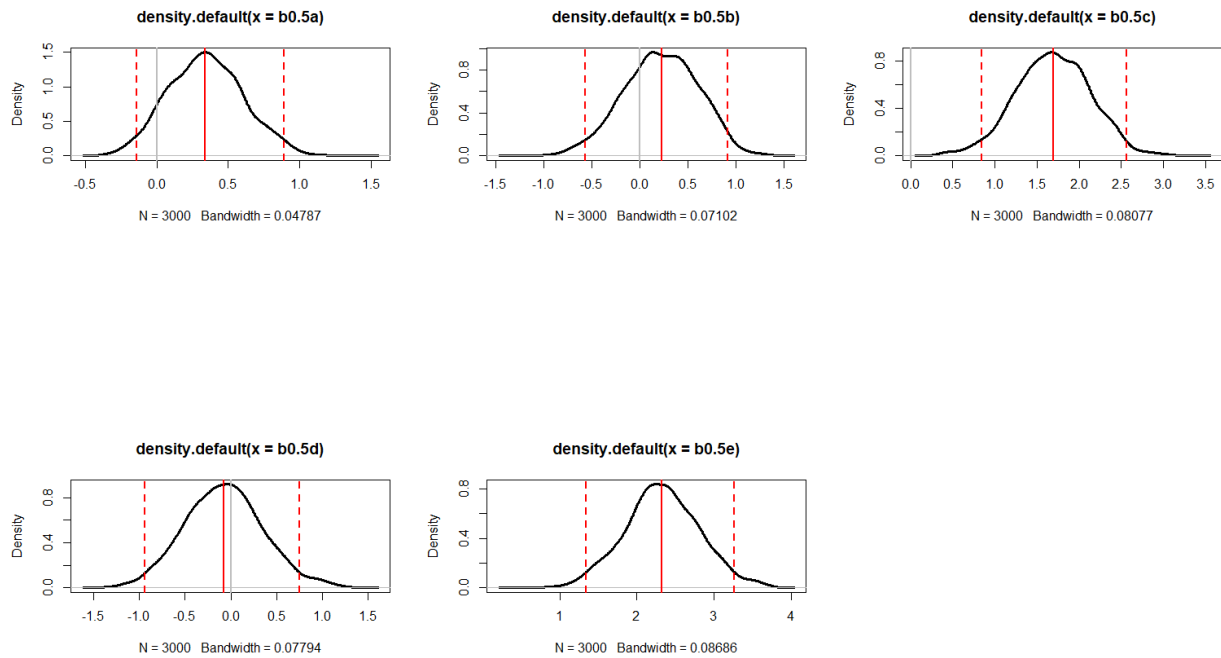 density.default(x = b0.5a)
Density
0.0 0.5 1.0 1.5
-0.5 0.0 0.5 1.0 1.5
N = 3000 Bandwidth = 0.04787
density.default(x = b0.5b)
Density
0.0 0.4 0.8
-1.5 -1.0 -0.5 0.0 0.5 1.0 1.5
N = 3000 Bandwidth = 0.07102
density.default(x = b0.5c)
Density
0.0 0.4 0.8
0.0 0.5 1.0 1.5 2.0 2.5 3.0 3.5
N = 3000 Bandwidth = 0.08077
density.default(x = b0.5d)
Density
0.0 0.4 0.8
-1.5 -1.0 -0.5 0.0 0.5 1.0 1.5
N = 3000 Bandwidth = 0.07794
density.default(x = b0.5e)
Density
0.0 0.4 0.8
1 2 3 4
N = 3000 Bandwidth = 0.08686